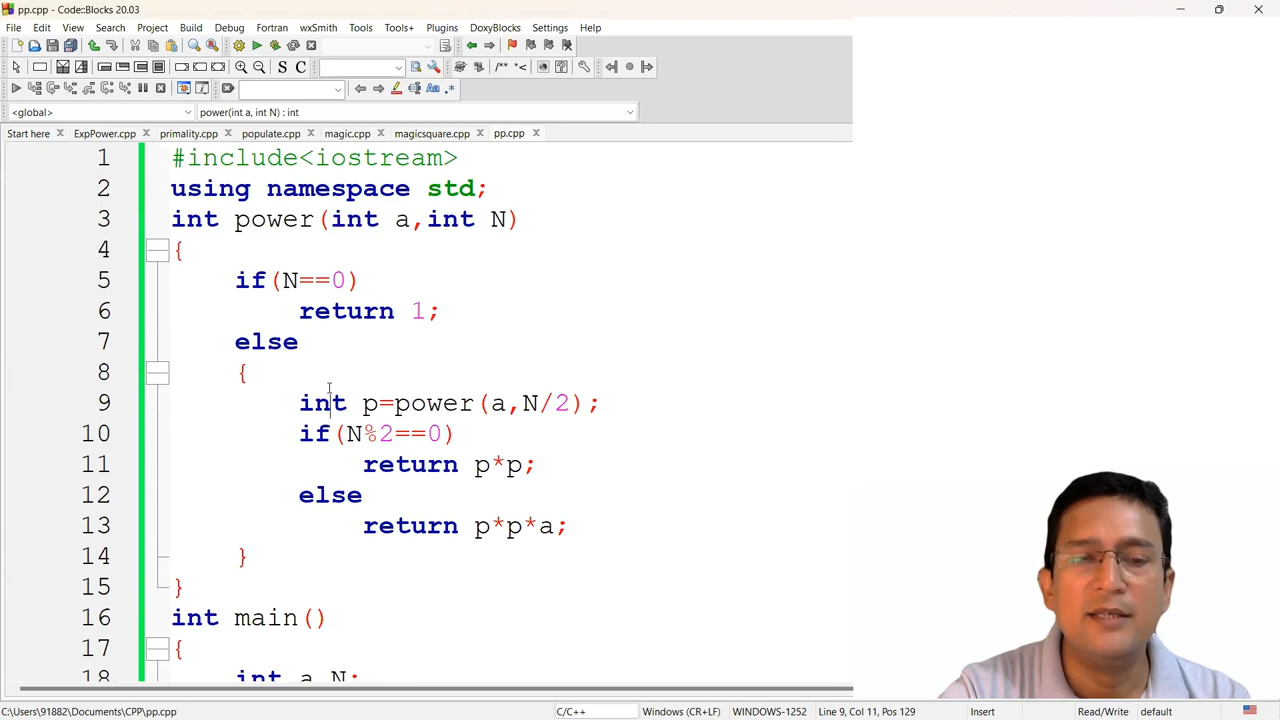 pp.cpp - Code::Blocks 20.03
File Edit View Search Project Build Debug Fortran wxSmith Tools Tools+ Plugins DoxyBlocks Settings Help
S C /** *<
Aa .*
<global> power(int a, int N) : int
Start here ExpPower.cpp primality.cpp populate.cpp magic.cpp magicsquare.cpp pp.cpp
1 #include<iostream>
2 using namespace std;
3 int power(int a,int N)
4 {
5 if(N==0)
6 return 1;
7 else
8 {
9 int p=power(a,N/2);
10 if(N%2==0)
11 return p*p;
12 else
13 return p*p*a;
14 }
15 }
16 int main()
17 {
18 int a,N;
C:\Users\91882\Documents\CPP\pp.cpp C/C++ Windows (CR+LF) WINDOWS-1252 Line 9, Col 11, Pos 129 Insert Read/Write default